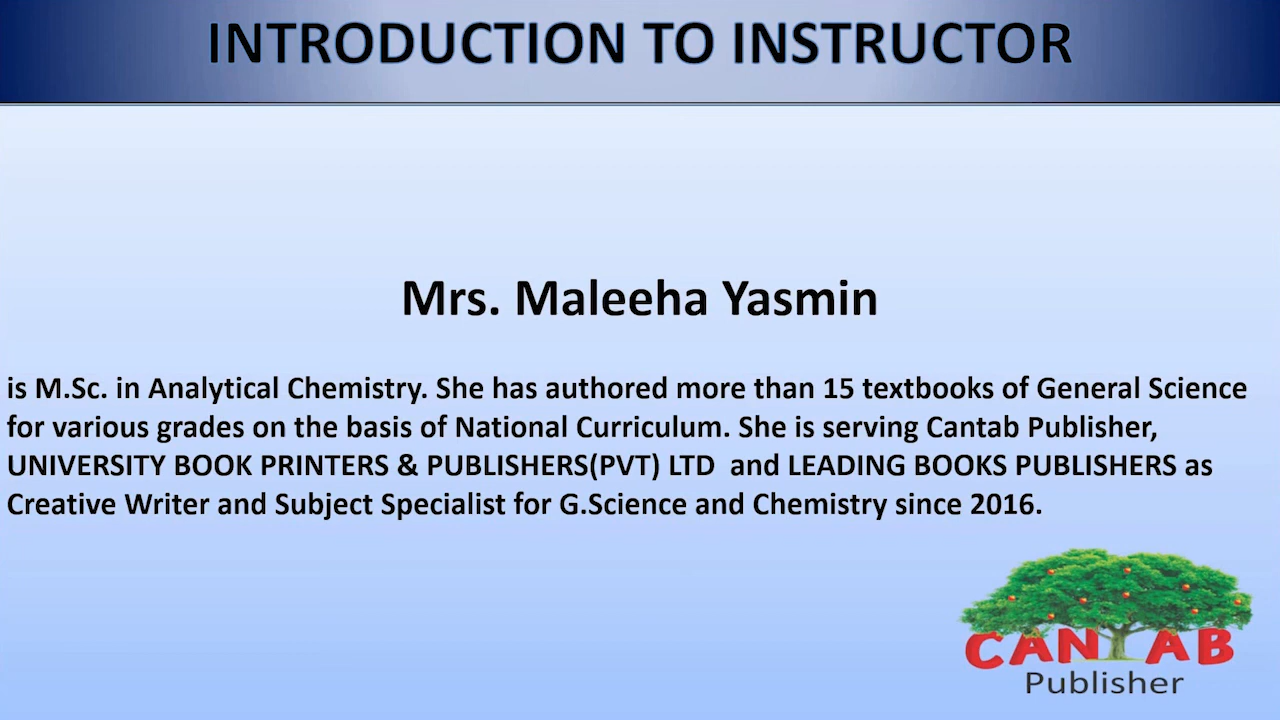 INTRODUCTION TO INSTRUCTOR
Mrs. Maleeha Yasmin
is M.Sc. in Analytical Chemistry. She has authored more than 15 textbooks of General Science
for various grades on the basis of National Curriculum. She is serving Cantab Publisher,
UNIVERSITY BOOK PRINTERS & PUBLISHERS(PVT) LTD and LEADING BOOKS PUBLISHERS as
Creative Writer and Subject Specialist for G.Science and Chemistry since 2016.
CANTAB
Publisher